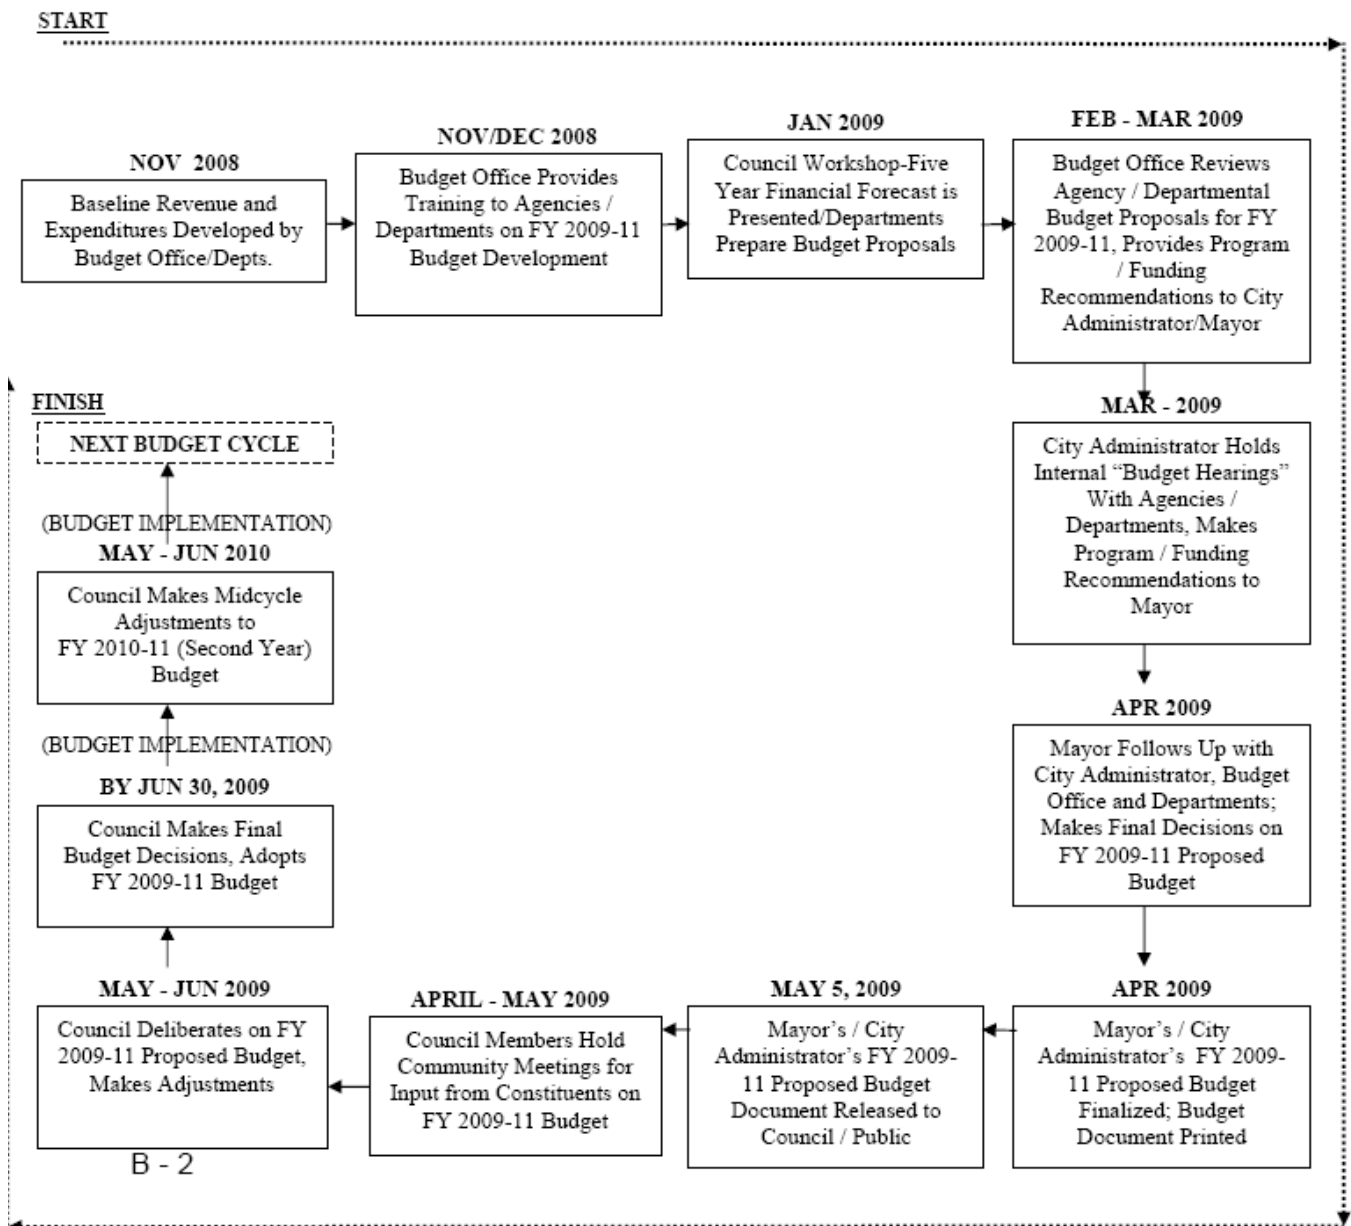 START
NOV  2008
Baseline Revenue and
Expenditures Developed by
Budget Office/Depts.
NOV/DEC 2008
Budget Office Provides
Training to Agencies /
Departments on FY 2009-11
Budget Development
JAN 2009
Council Workshop-Five
Year Financial Forecast is
Presented/Departments
Prepare Budget Proposals
FEB - MAR 2009
Budget Office Reviews
Agency / Departmental
Budget Proposals for FY
2009-11, Provides Program
/ Funding
Recommendations to City
Administrator/Mayor
MAR - 2009
City Administrator Holds
Internal “Budget Hearings”
With Agencies /
Departments, Makes
Program / Funding
Recommendations to
Mayor
APR 2009
Mayor Follows Up with
City Administrator, Budget
Office and Departments;
Makes Final Decisions on
FY 2009-11 Proposed
Budget
APR 2009
Mayor’s / City
Administrator’s  FY 2009-
11 Proposed Budget
Finalized; Budget
Document Printed
MAY 5, 2009
Mayor’s / City
Administrator’s FY 2009-
11 Proposed Budget
Document Released to
Council / Public
APRIL - MAY 2009
Council Members Hold
Community Meetings for
Input from Constituents on
FY 2009-11 Budget
MAY - JUN 2009
Council Deliberates on FY
2009-11 Proposed Budget,
Makes Adjustments
BY JUN 30, 2009
Council Makes Final
Budget Decisions, Adopts
FY 2009-11 Budget
(BUDGET IMPLEMENTATION)
MAY - JUN 2010
Council Makes Midcycle
Adjustments to
FY 2010-11 (Second Year)
Budget
(BUDGET IMPLEMENTATION)
FINISH
NEXT BUDGET CYCLE
B - 2